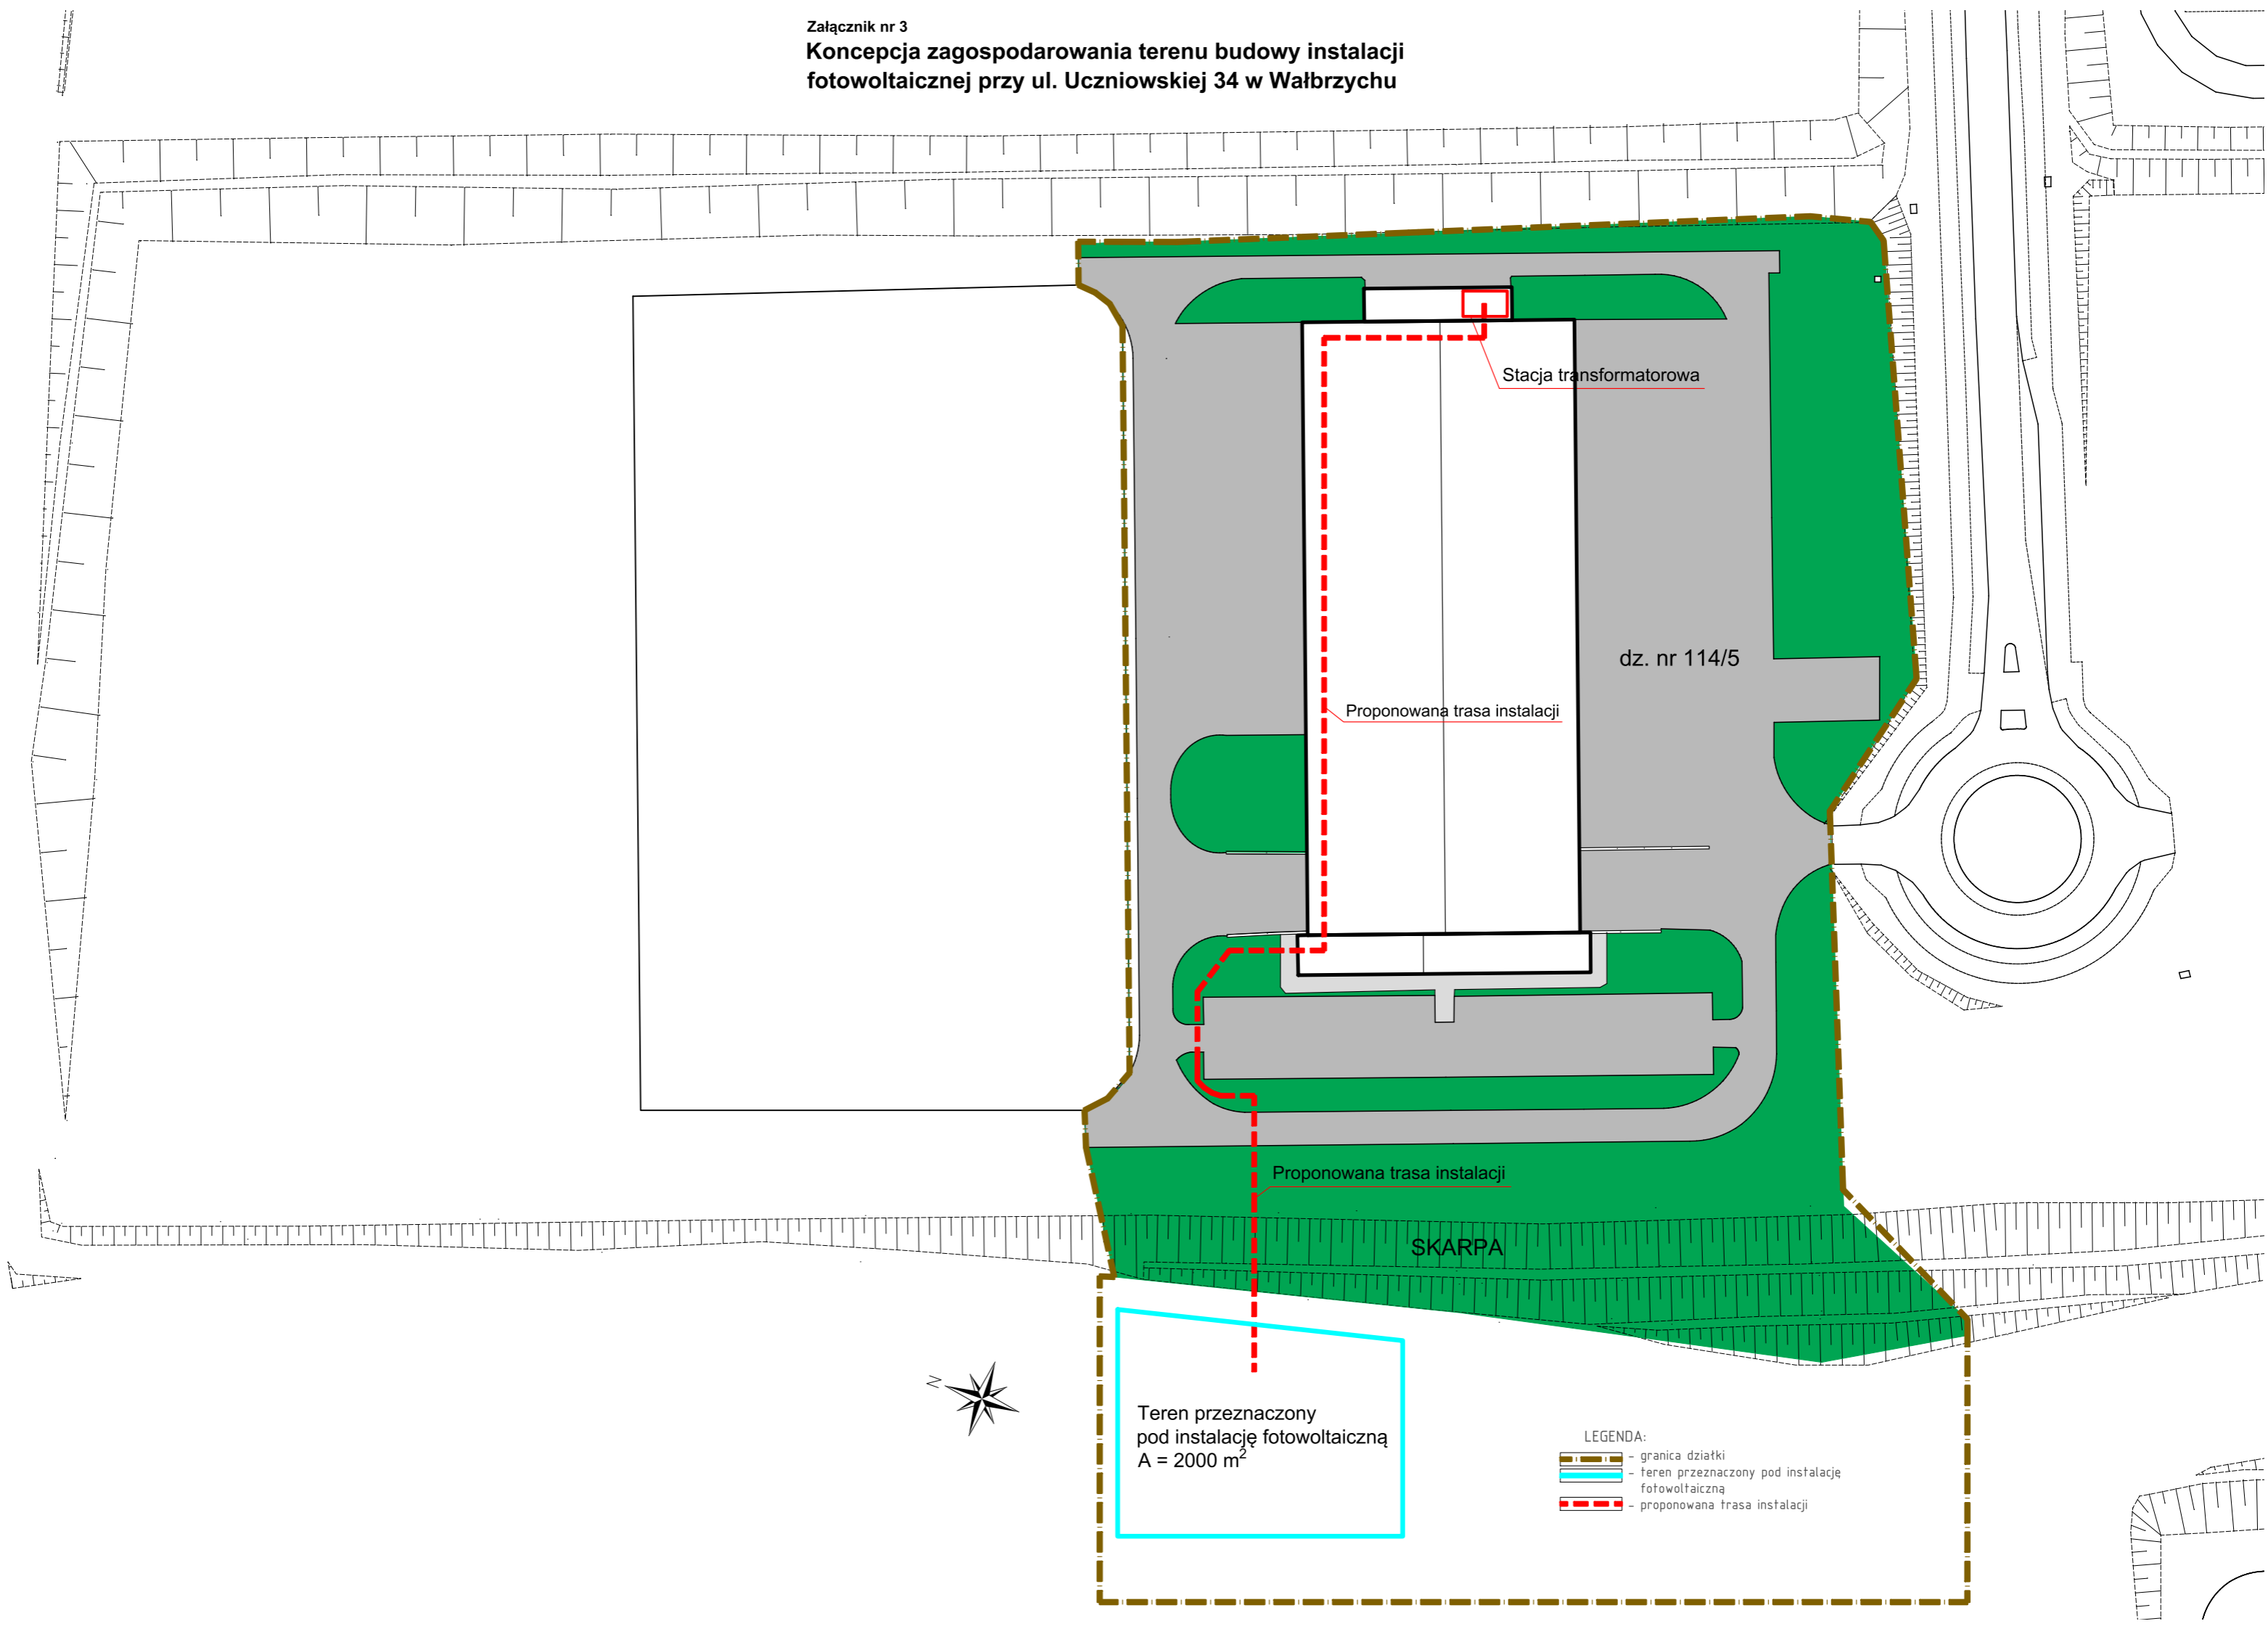 Załącznik nr 3
Koncepcja zagospodarowania terenu budowy instalacji
fotowoltaicznej przy ul. Uczniowskiej 34 w Wałbrzychu
Stacja transformatorowa
dz. nr 114/5
Proponowana trasa instalacji
Proponowana trasa instalacji
SKARPA
N
Teren przeznaczony
pod instalację fotowoltaiczną
A = 2000 m²
LEGENDA:
- granica działki
- teren przeznaczony pod instalację
fotowoltaiczną
- proponowana trasa instalacji